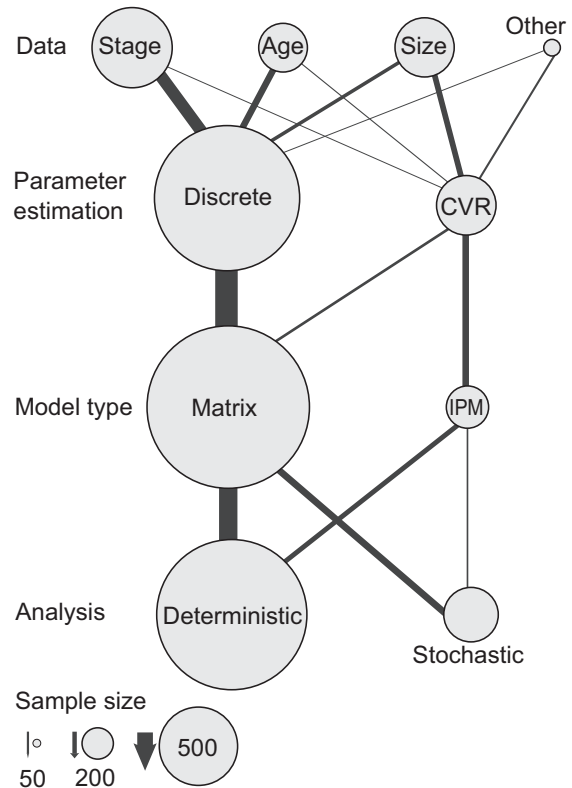 Other
Data
Stage
Age
Size
Parameter
estimation
Discrete
CVR
Model type
Matrix
IPM
Analysis
Deterministic
Stochastic
Sample size
500
50
200